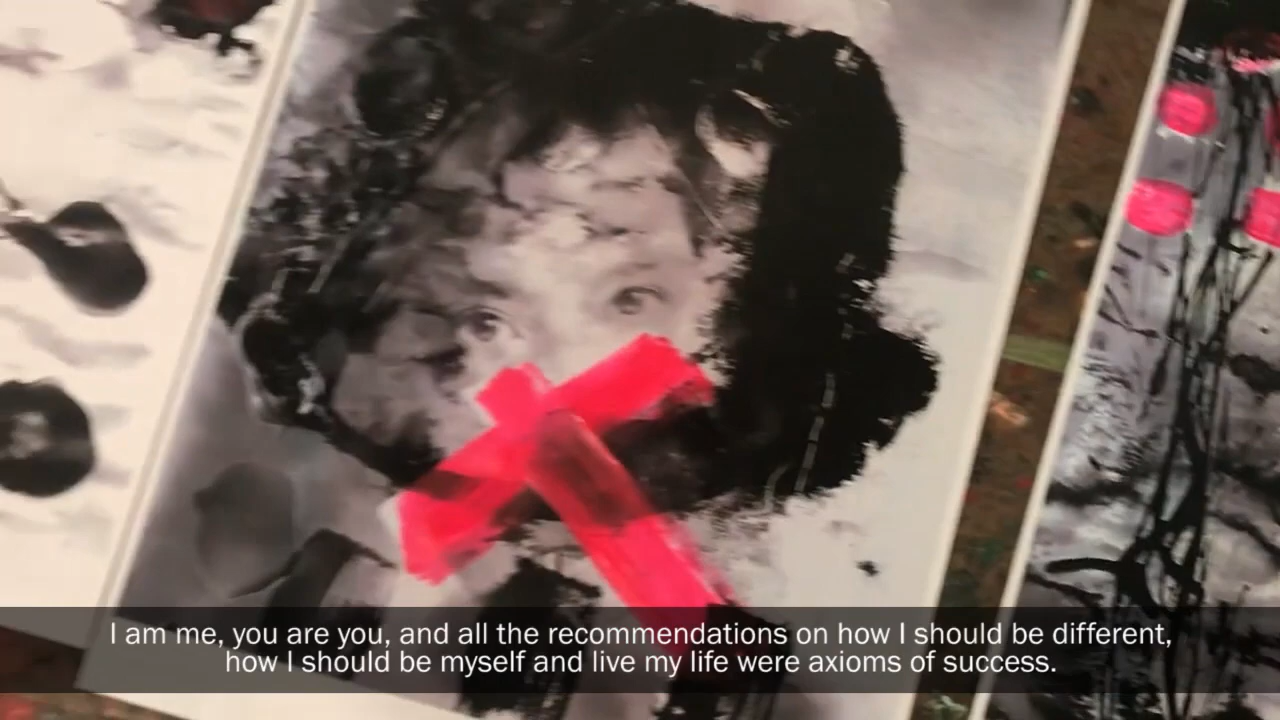 I am me, you are you, and all the recommendations on how I should be different,
how I should be myself and live my life were axioms of success.